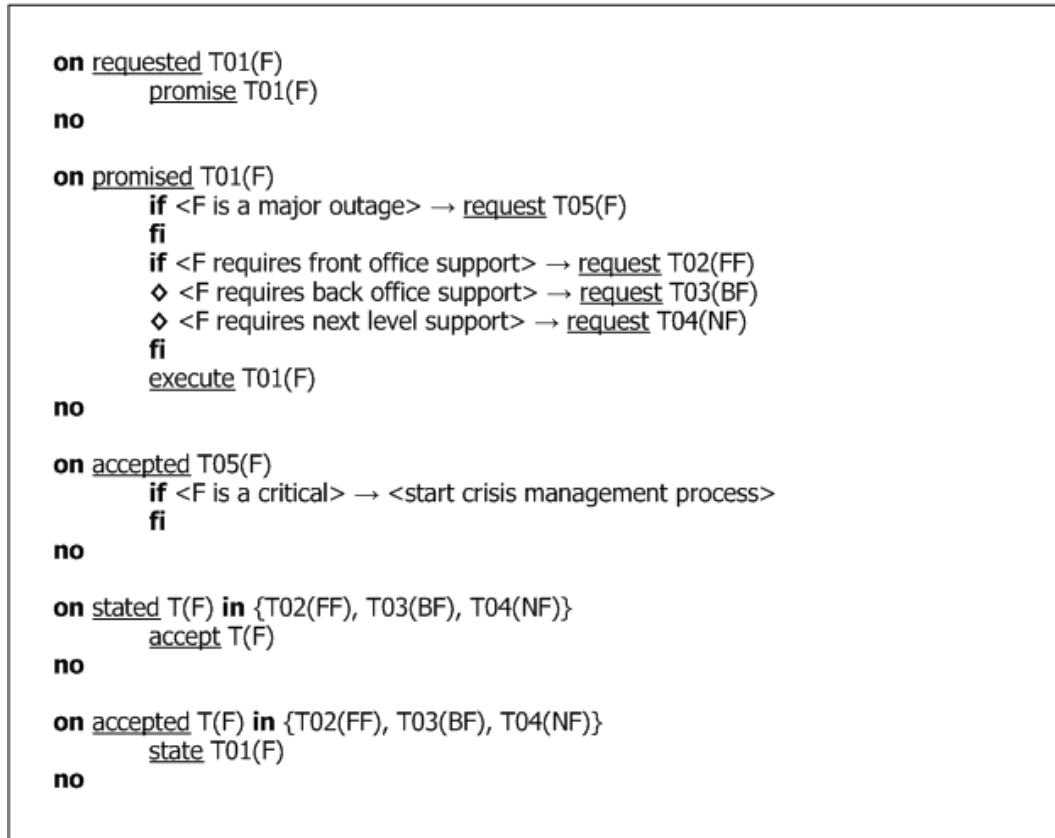 on requested T01(F)
promise T01(F)
no
on promised T01(F)
if <F is a major outage> → request T05(F)
fi
if <F requires front office support> → request T02(FF)
◊ <F requires back office support> → request T03(BF)
◊ <F requires next level support> → request T04(NF)
fi
execute T01(F)
no
on accepted T05(F)
if <F is a critical> → <start crisis management process>
fi
no
on stated T(F) in {T02(FF), T03(BF), T04(NF)}
accept T(F)
no
on accepted T(F) in {T02(FF), T03(BF), T04(NF)}
state T01(F)
no